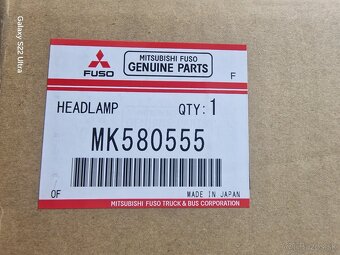 Galaxy S22 Ultra
FUSO
MITSUBISHI FUSO
GENUINE PARTS
F
HEADLAMP QTY:1
MK580555
OF
MADE IN JAPAN
MITSUBISHI FUSO TRUCK & BUS CORPORATION